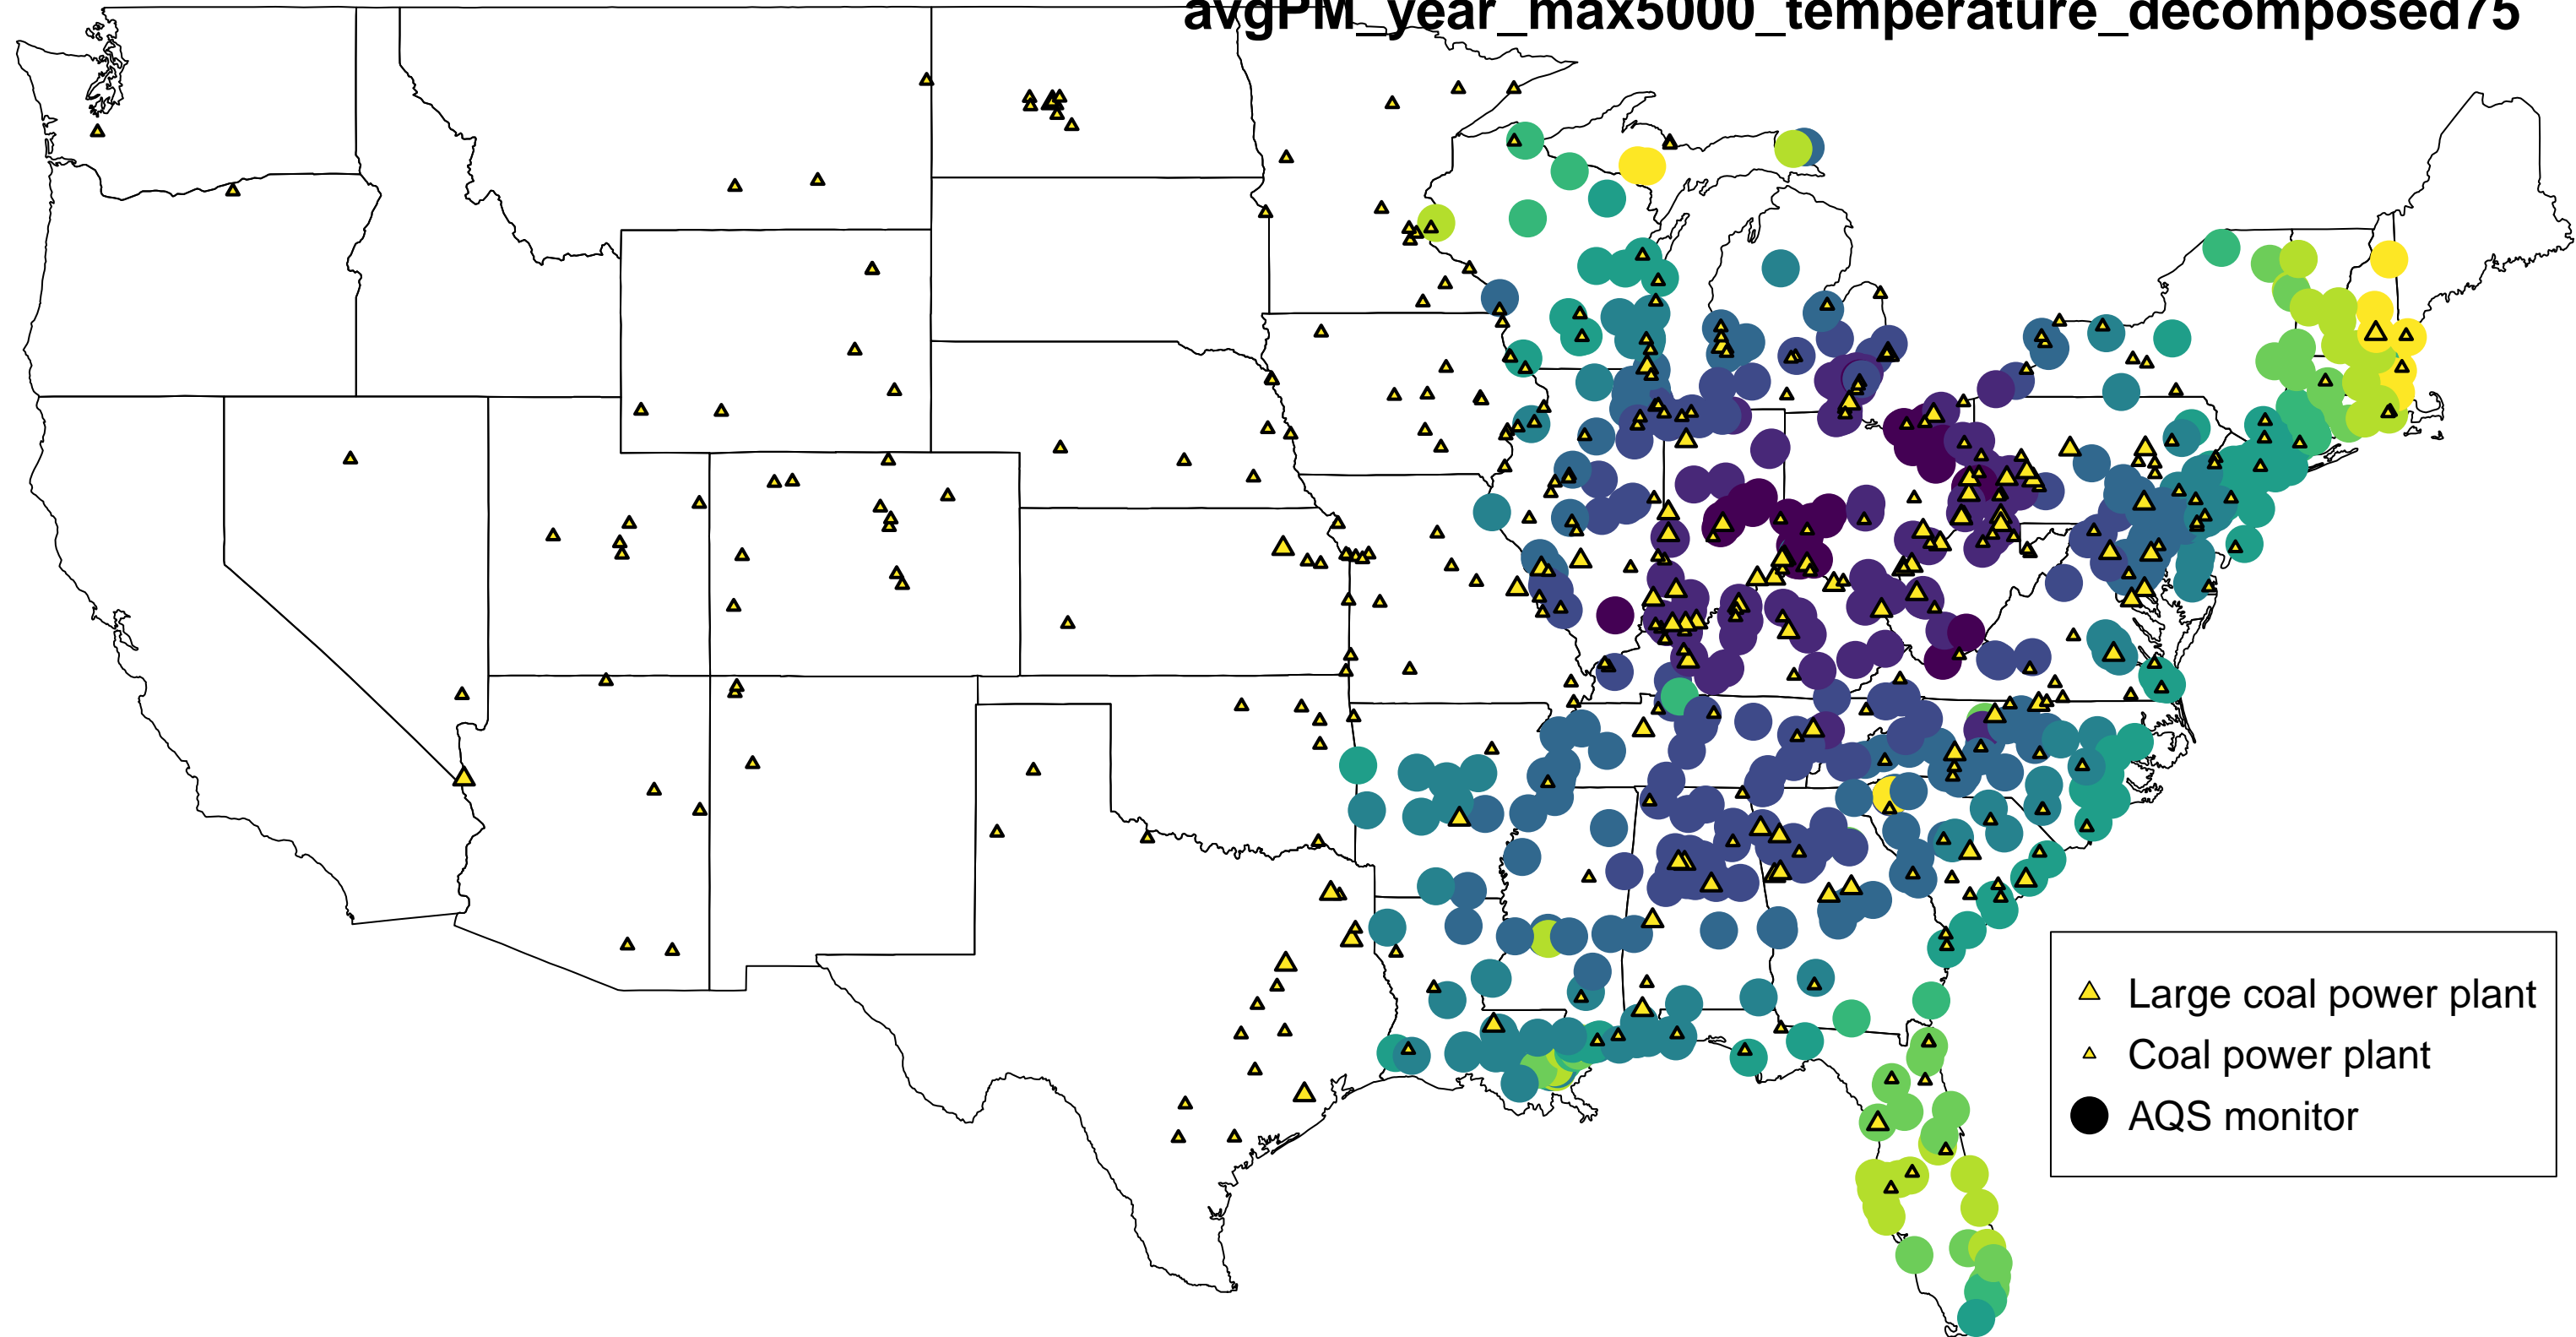 avgPM_year_max5000_temperature_decomposed75
Large coal power plant
Coal power plant
AQS monitor